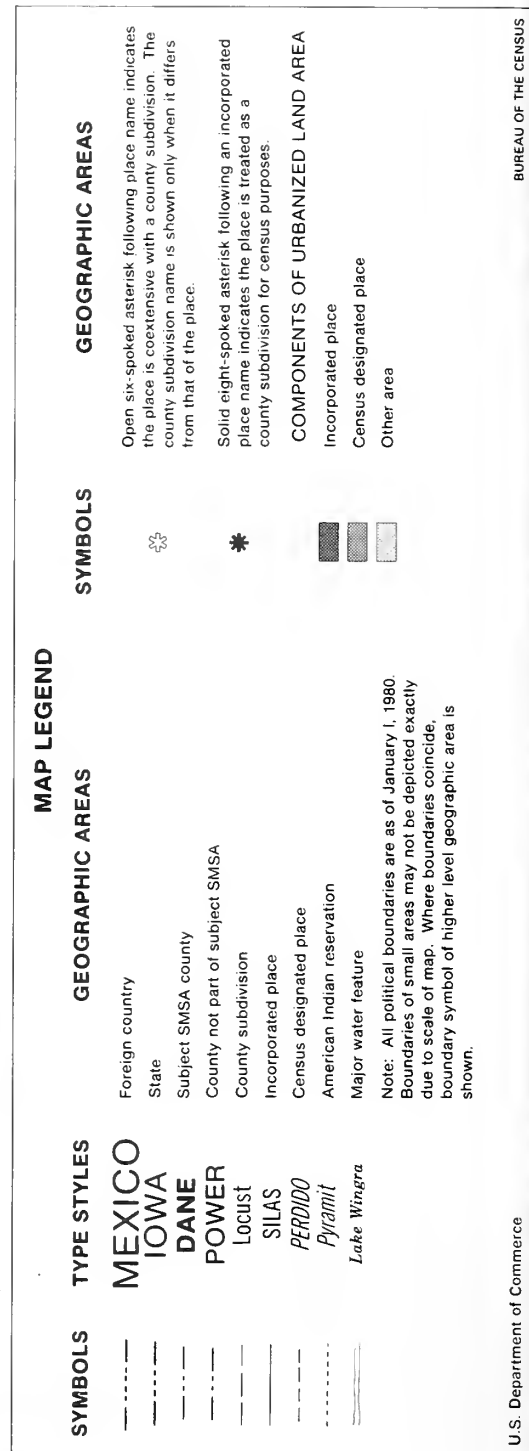 MAP LEGEND
SYMBOLS TYPE STYLES GEOGRAPHIC AREAS
MEXICO Foreign country
IOWA State
DANE Subject SMSA county
POWER County not part of subject SMSA
Locust County subdivision
SILAS Incorporated place
PERDIDO Census designated place
Pyramit American Indian reservation
Lake Wingra Major water feature
Note: All political boundaries are as of January 1, 1980.
Boundaries of small areas may not be depicted exactly
due to scale of map. Where boundaries coincide,
boundary symbol of higher level geographic area is
shown.
SYMBOLS GEOGRAPHIC AREAS
Open six-spoked asterisk following place name indicates
the place is coextensive with a county subdivision. The
county subdivision name is shown only when it differs
from that of the place.
Solid eight-spoked asterisk following an incorporated
place name indicates the place is treated as a
county subdivision for census purposes.
COMPONENTS OF URBANIZED LAND AREA
Incorporated place
Census designated place
Other area
U.S. Department of Commerce
BUREAU OF THE CENSUS